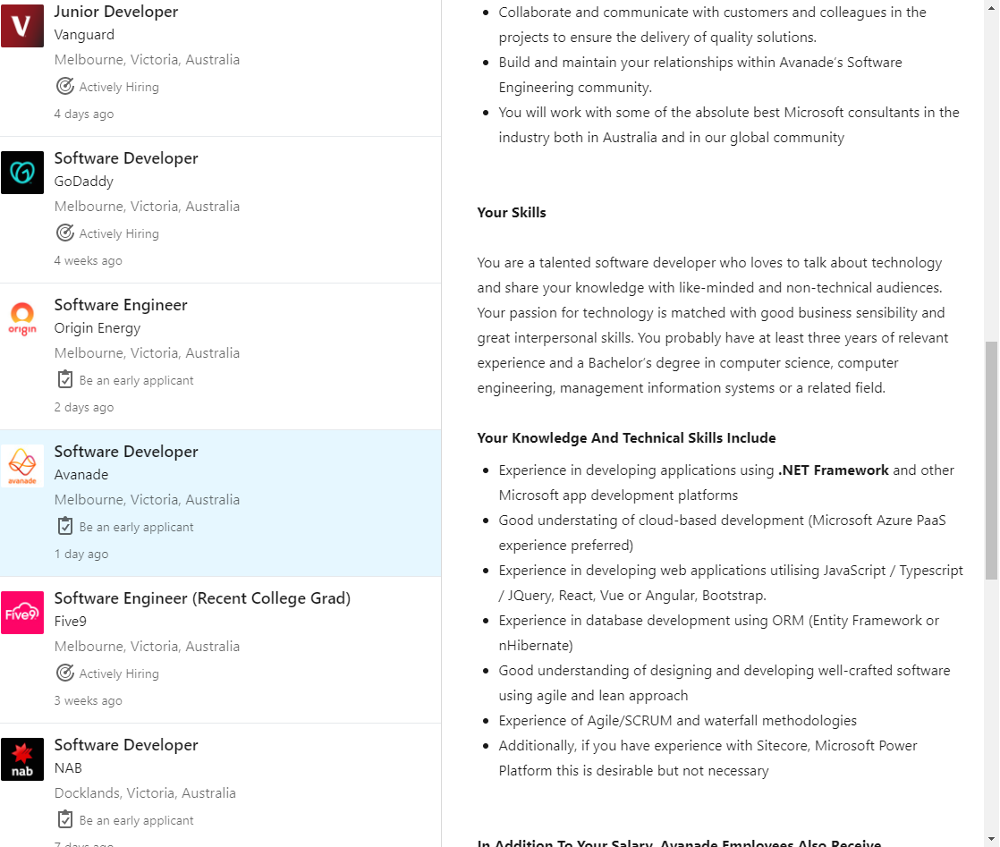 Junior Developer
Vanguard
Melbourne, Victoria, Australia
Actively Hiring
4 days ago
Software Developer
GoDaddy
Melbourne, Victoria, Australia
Actively Hiring
4 weeks ago
origin
Software Engineer
Origin Energy
Melbourne, Victoria, Australia
Be an early applicant
2 days ago
avanade
Software Developer
Avanade
Melbourne, Victoria, Australia
Be an early applicant
1 day ago
Five9
Software Engineer (Recent College Grad)
Five9
Melbourne, Victoria, Australia
Actively Hiring
3 weeks ago
nab
Software Developer
NAB
Docklands, Victoria, Australia
Be an early applicant
7 days ago
• Collaborate and communicate with customers and colleagues in the
projects to ensure the delivery of quality solutions.
• Build and maintain your relationships within Avanade’s Software
Engineering community.
• You will work with some of the absolute best Microsoft consultants in the
industry both in Australia and in our global community
Your Skills
You are a talented software developer who loves to talk about technology
and share your knowledge with like-minded and non-technical audiences.
Your passion for technology is matched with good business sensibility and
great interpersonal skills. You probably have at least three years of relevant
experience and a Bachelor’s degree in computer science, computer
engineering, management information systems or a related field.
Your Knowledge And Technical Skills Include
• Experience in developing applications using .NET Framework and other
Microsoft app development platforms
• Good understating of cloud-based development (Microsoft Azure PaaS
experience preferred)
• Experience in developing web applications utilising JavaScript / Typescript
/ JQuery, React, Vue or Angular, Bootstrap.
• Experience in database development using ORM (Entity Framework or
nHibernate)
• Good understanding of designing and developing well-crafted software
using agile and lean approach
• Experience of Agile/SCRUM and waterfall methodologies
• Additionally, if you have experience with Sitecore, Microsoft Power
Platform this is desirable but not necessary
In Addition To Your Salary, Avanade Employees Also Receive